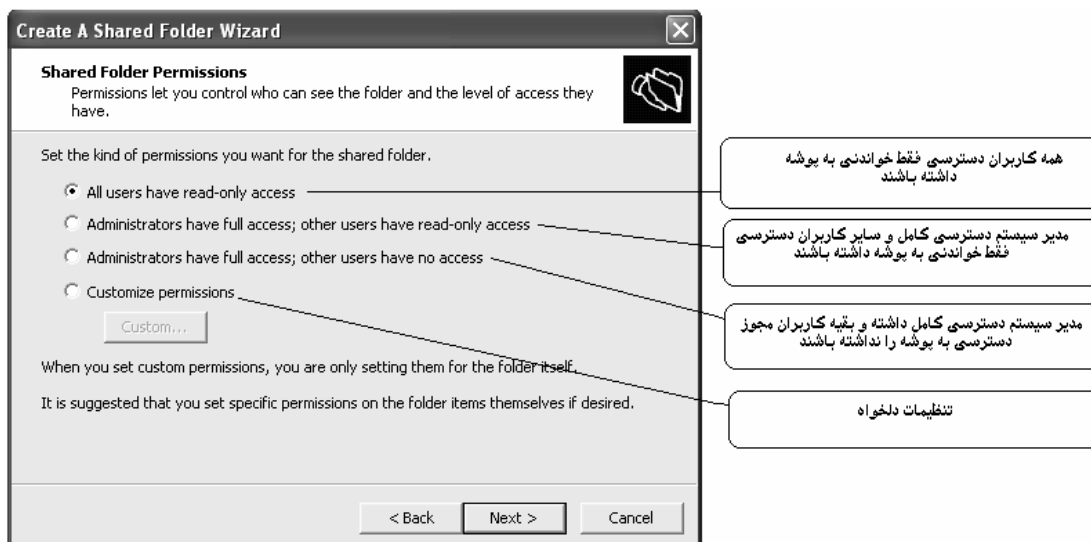 Create A Shared Folder Wizard
Shared Folder Permissions
Permissions let you control who can see the folder and the level of access they
have.
Set the kind of permissions you want for the shared folder.
All users have read-only access
Administrators have full access; other users have read-only access
Administrators have full access; other users have no access
Customize permissions
Custom...
When you set custom permissions, you are only setting them for the folder itself.
It is suggested that you set specific permissions on the folder items themselves if desired.
< Back
Next >
Cancel
همه کاربران دسترسی فقط خواندنی به پوشه
داشته باشند
مدیر سیستم دسترسی کامل و سایر کاربران دسترسی
فقط خواندنی به پوشه داشته باشند
مدیر سیستم دسترسی کامل داشته و بقیه کاربران مجوز
دسترسی به پوشه را نداشته باشند
تنظیمات دلخواه